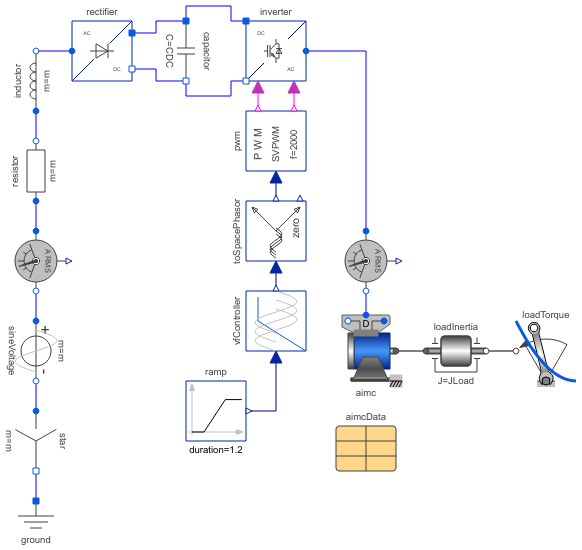 rectifier
inverter
AC
DC
C=CDC
capacitor
DC
AC
inductor
m=m
pwm
P W M
SVPWM
f=2000
resistor
m=m
toSpacePhasor
zero
A RMS
A RMS
vfController
sineVoltage
m=m
+
-
D
loadInertia
loadTorque
ramp
J=JLoad
aimc
duration=1.2
aimcData
star
m=m
ground